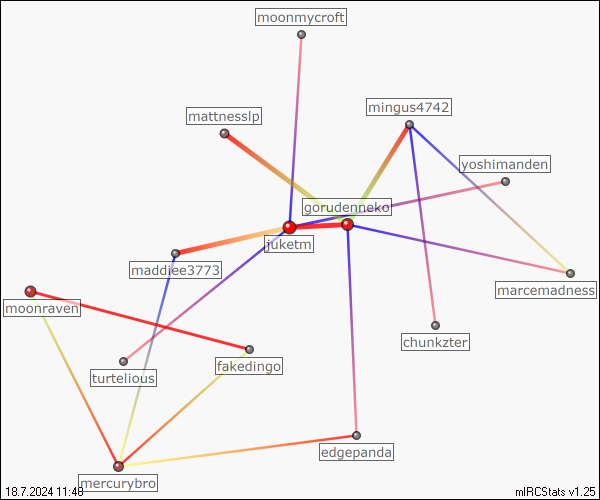 moonmycroft
mingus4742
mattnesslp
yoshimanden
gorudenneko
juketm
maddiee3773
marcemadness
moonraven
chunkzter
fakedingo
turtelious
edgepanda
mercurybro
18.7.2024 11:48
mIRCStats v1.25